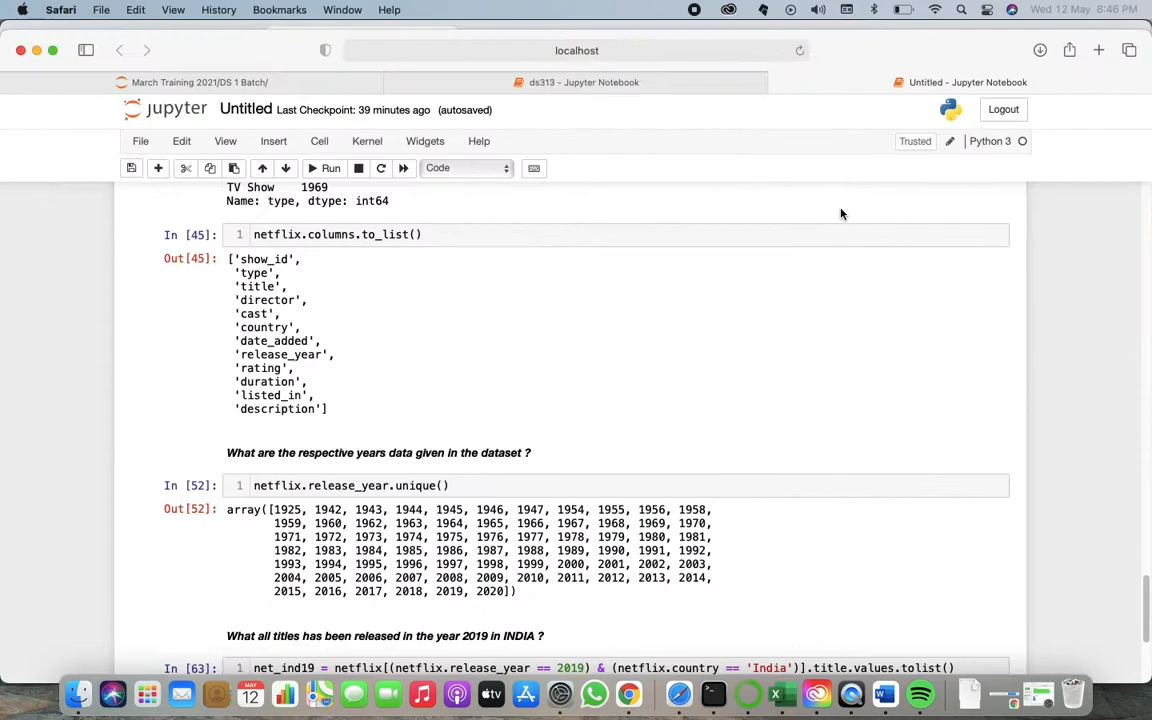 Safari File Edit View History Bookmarks Window Help Wed 12 May 8:46 PM
localhost
March Training 2021/DS 1 Batch/
ds313 - Jupyter Notebook
Untitled - Jupyter Notebook
jupyter Untitled Last Checkpoint: 39 minutes ago (autosaved)
Logout
File Edit View Insert Cell Kernel Widgets Help
Trusted Python 3
Run Code
TV Show 1969
Name: type, dtype: int64
In [45]: 1 netflix.columns.to_list()
Out[45]: ['show_id',
'type',
'title',
'director',
'cast',
'country',
'date_added',
'release_year',
'rating',
'duration',
'listed_in',
'description']
What are the respective years data given in the dataset ?
In [52]: 1 netflix.release_year.unique()
Out[52]: array([1925, 1942, 1943, 1944, 1945, 1946, 1947, 1954, 1955, 1956, 1958,
1959, 1960, 1962, 1963, 1964, 1965, 1966, 1967, 1968, 1969, 1970,
1971, 1972, 1973, 1974, 1975, 1976, 1977, 1978, 1979, 1980, 1981,
1982, 1983, 1984, 1985, 1986, 1987, 1988, 1989, 1990, 1991, 1992,
1993, 1994, 1995, 1996, 1997, 1998, 1999, 2000, 2001, 2002, 2003,
2004, 2005, 2006, 2007, 2008, 2009, 2010, 2011, 2012, 2013, 2014,
2015, 2016, 2017, 2018, 2019, 2020])
What all titles has been released in the year 2019 in INDIA ?
In [63]: 1 net_ind19 = netflix[(netflix.release_year == 2019) & (netflix.country == 'India')].title.values.tolist()
MAY
12
tv